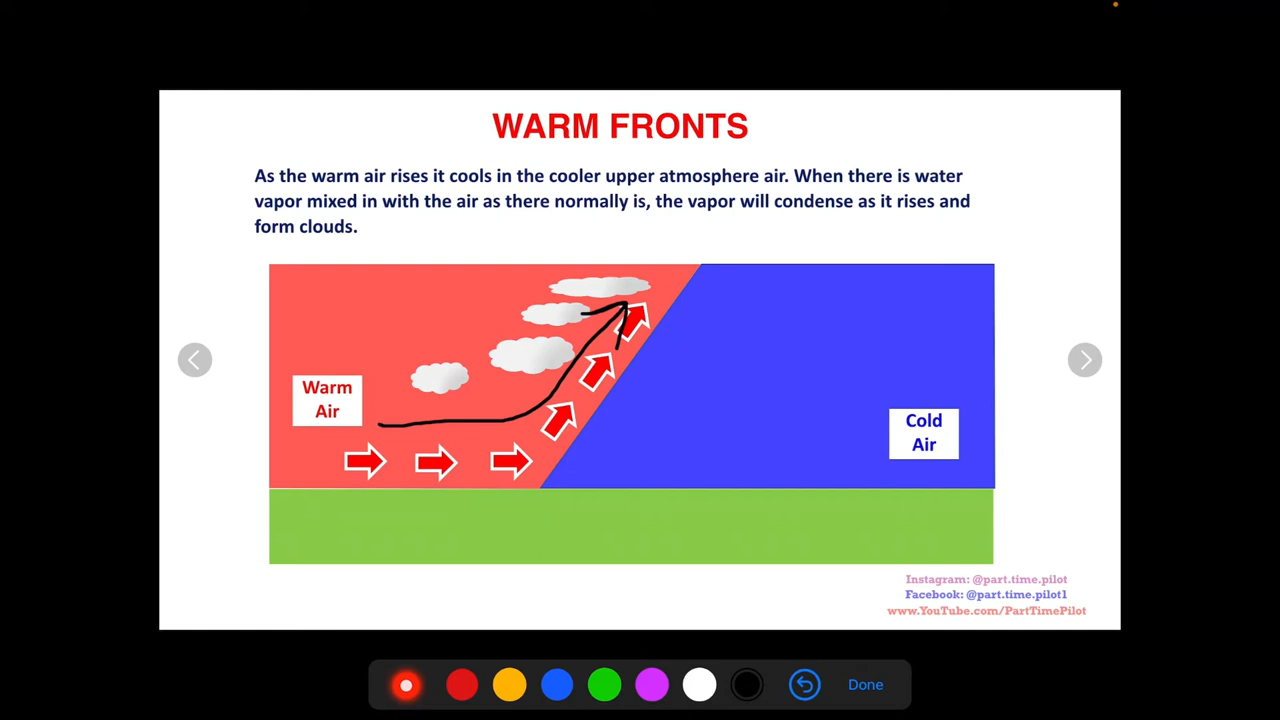 WARM FRONTS
As the warm air rises it cools in the cooler upper atmosphere air. When there is water
vapor mixed in with the air as there normally is, the vapor will condense as it rises and
form clouds.
Warm
Air
Cold
Air
Instagram: @part.time.pilot
Facebook: @part.time.pilot1
www.YouTube.com/PartTimePilot
Done